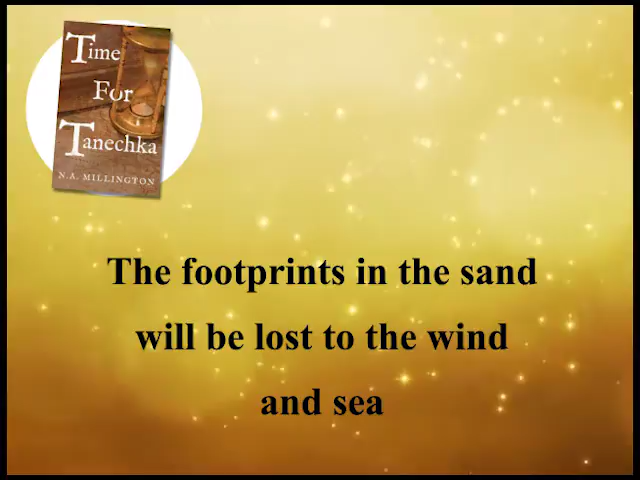 Time
For
Tanechka
N.A. MILLINGTON
The footprints in the sand
will be lost to the wind
and sea